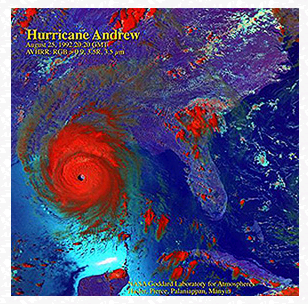 Hurricane Andrew
August 25, 1992 20:20 GMT
AVHRR: RGB = 0.9, 3.5R, 3.5 µm
NASA Goddard Laboratory for Atmospheres
Hasler, Pierce, Palaniappan, Manyin